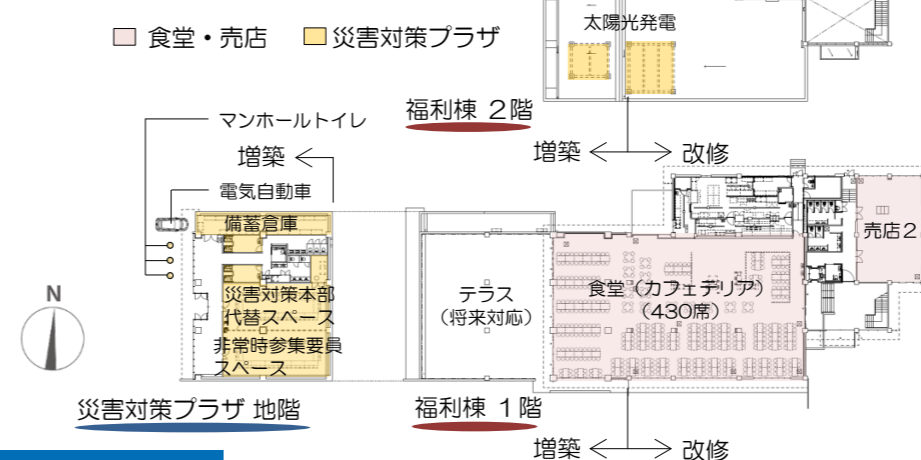 食堂・売店 災害対策プラザ
太陽光発電
福利棟 2階
増築 改修
マンホールトイレ
増築
電気自動車
備蓄倉庫
災害対策本部
代替スペース
非常時参集要員
スペース
災害対策プラザ 地階
N
テラス
(将来対応)
食堂(カフェテリア)
(430席)
売店2
福利棟 1階
増築 改修